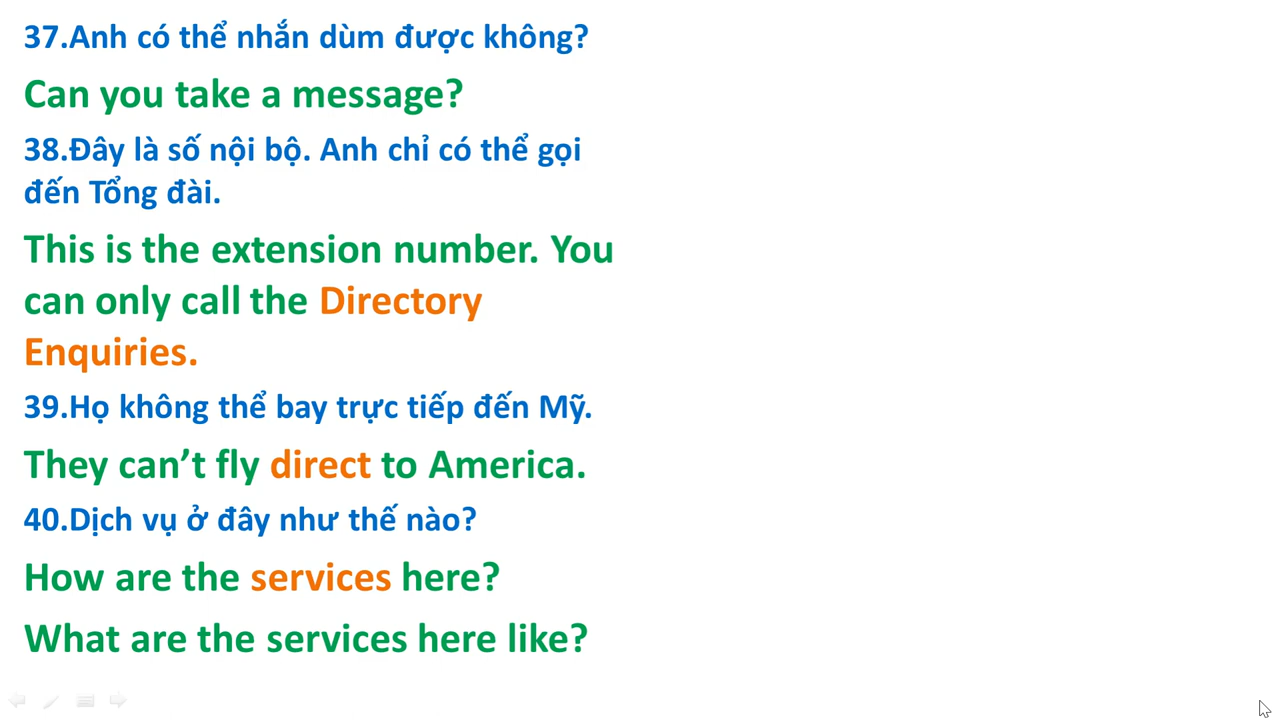 37.Anh có thể nhắn dùm được không?
Can you take a message?
38.Đây là số nội bộ. Anh chỉ có thể gọi
đến Tổng đài.
This is the extension number. You
can only call the Directory
Enquiries.
39.Họ không thể bay trực tiếp đến Mỹ.
They can’t fly direct to America.
40.Dịch vụ ở đây như thế nào?
How are the services here?
What are the services here like?